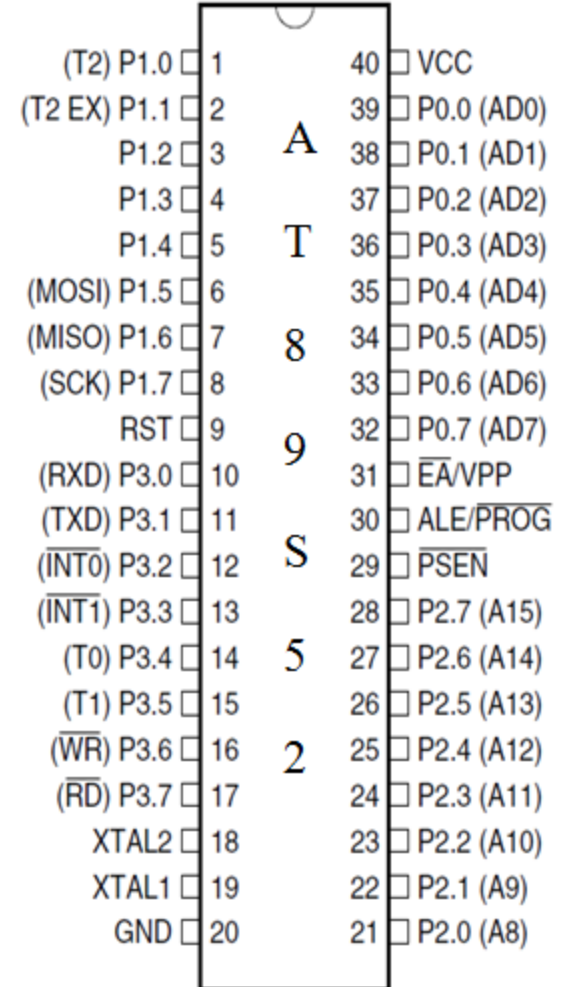 (T2) P1.0 1 40 VCC
(T2 EX) P1.1 2 39 P0.0 (AD0)
A
P1.2 3 38 P0.1 (AD1)
P1.3 4 37 P0.2 (AD2)
P1.4 5 T 36 P0.3 (AD3)
(MOSI) P1.5 6 35 P0.4 (AD4)
(MISO) P1.6 7 8 34 P0.5 (AD5)
(SCK) P1.7 8 33 P0.6 (AD6)
RST 9 32 P0.7 (AD7)
9
(RXD) P3.0 10 31 E̅A̅/VPP
(TXD) P3.1 11 30 ALE/P̅R̅O̅G̅
(I̅N̅T̅0̅) P3.2 12 S 29 P̅S̅E̅N̅
(I̅N̅T̅1̅) P3.3 13 28 P2.7 (A15)
(T0) P3.4 14 5 27 P2.6 (A14)
(T1) P3.5 15 26 P2.5 (A13)
(W̅R̅) P3.6 16 2 25 P2.4 (A12)
(R̅D̅) P3.7 17 24 P2.3 (A11)
XTAL2 18 23 P2.2 (A10)
XTAL1 19 22 P2.1 (A9)
GND 20 21 P2.0 (A8)